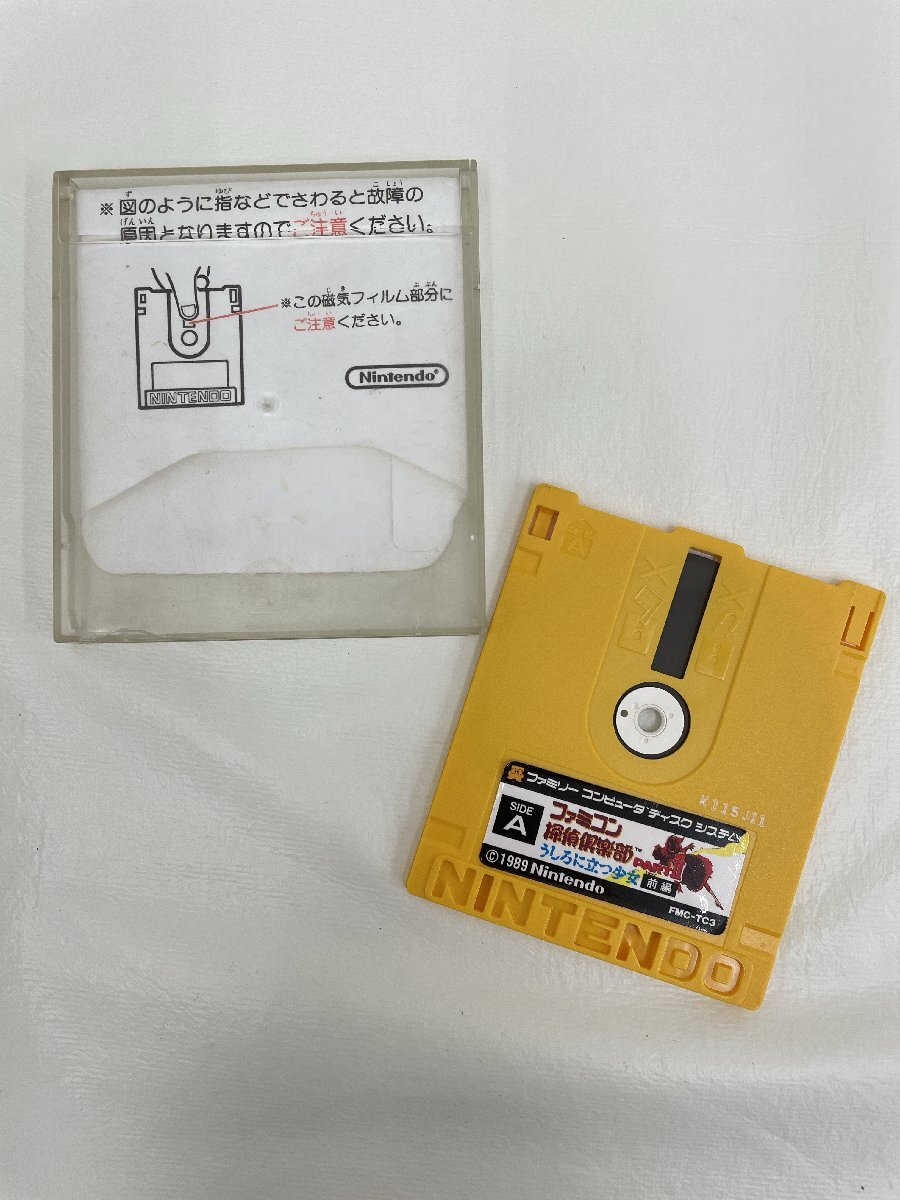 ※図のように指などでさわると故障の
原因となりますのでご注意ください。
※この磁気フィルム部分に
ご注意ください。
Nintendo®
NINTENDO
ファミリー コンピュータ ディスク システム
SIDE
A
ファミコン
探偵倶楽部™
PART II
うしろに立つ少女 前編
©1989 Nintendo
FMC-TC3
NINTENDO